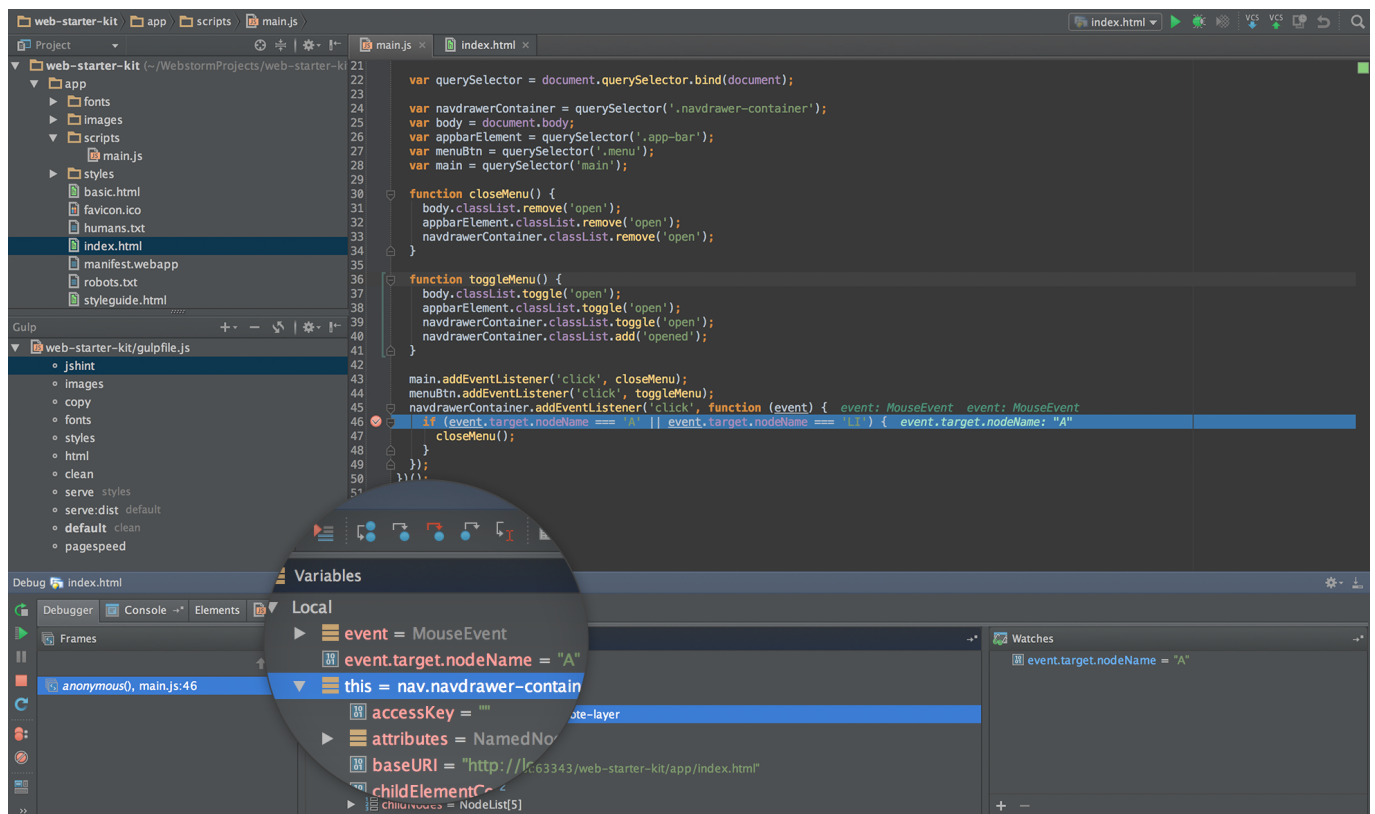 web-starter-kit app scripts main.js
index.html
VCS VCS
Project
main.js index.html
web-starter-kit (~/WebstormProjects/web-starter-kit
app
fonts
images
scripts
main.js
styles
basic.html
favicon.ico
humans.txt
index.html
manifest.webapp
robots.txt
styleguide.html
Gulp
web-starter-kit/gulpfile.js
jshint
images
copy
fonts
styles
html
clean
serve styles
serve:dist default
default clean
pagespeed
21
22 var querySelector = document.querySelector.bind(document);
23
24 var navdrawerContainer = querySelector('.navdrawer-container');
25 var body = document.body;
26 var appbarElement = querySelector('.app-bar');
27 var menuBtn = querySelector('.menu');
28 var main = querySelector('main');
29
30 function closeMenu() {
31 body.classList.remove('open');
32 appbarElement.classList.remove('open');
33 navdrawerContainer.classList.remove('open');
34 }
35
36 function toggleMenu() {
37 body.classList.toggle('open');
38 appbarElement.classList.toggle('open');
39 navdrawerContainer.classList.toggle('open');
40 navdrawerContainer.classList.add('opened');
41 }
42
43 main.addEventListener('click', closeMenu);
44 menuBtn.addEventListener('click', toggleMenu);
45 navdrawerContainer.addEventListener('click', function (event) { event: MouseEvent event: MouseEvent
46 if (event.target.nodeName === 'A' || event.target.nodeName === 'LI') { event.target.nodeName: "A"
47 closeMenu();
48 }
49 });
50 })();
51
Debug index.html
Debugger Console Elements
Frames
anonymous(), main.js:46
Variables
Local
event = MouseEvent
event.target.nodeName = "A"
this = nav.navdrawer-contain
ote-layer
accessKey = ""
attributes = NamedNo
baseURI = "http://lo
:63343/web-starter-kit/app/index.html"
childElementCo
childNodes = NodeList[5]
Watches
event.target.nodeName = "A"